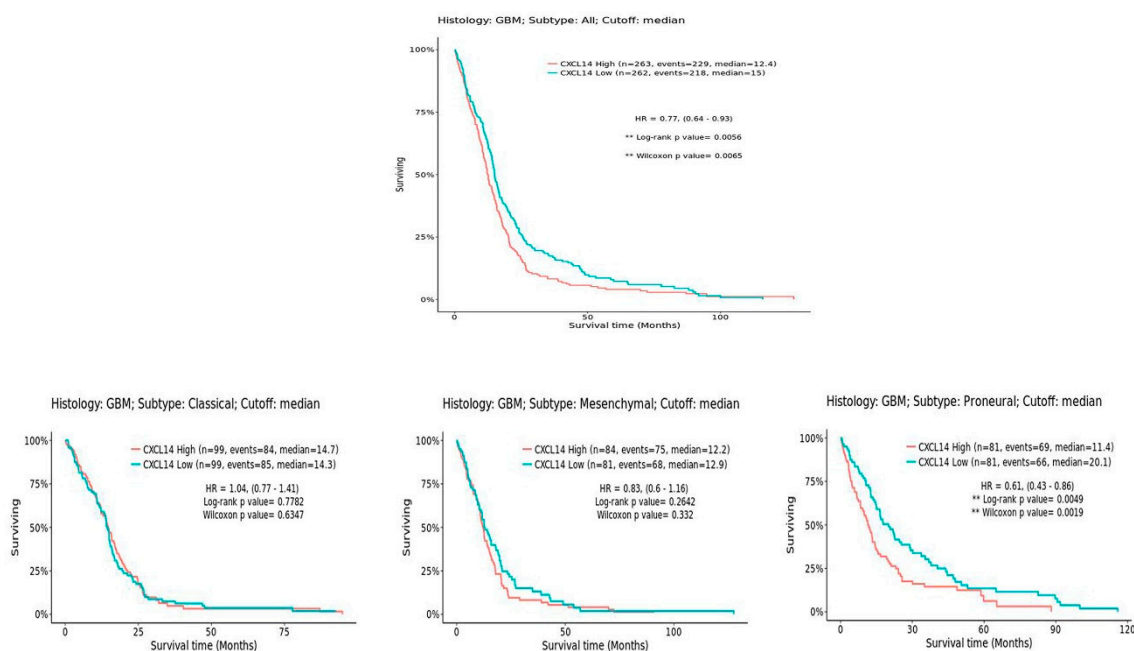 Histology: GBM; Subtype: All; Cutoff: median
100%
75%
50%
25%
0%
Surviving
CXCL14 High (n=263, events=229, median=12.4)
CXCL14 Low (n=262, events=218, median=15)
HR = 0.77, (0.64 - 0.93)
** Log-rank p value= 0.0056
** Wilcoxon p value= 0.0065
0 50 100
Survival time (Months)
Histology: GBM; Subtype: Classical; Cutoff: median
100%
75%
50%
25%
0%
Surviving
CXCL14 High (n=99, events=84, median=14.7)
CXCL14 Low (n=99, events=85, median=14.3)
HR = 1.04, (0.77 - 1.41)
Log-rank p value= 0.7782
Wilcoxon p value= 0.6347
0 25 50 75
Survival time (Months)
Histology: GBM; Subtype: Mesenchymal; Cutoff: median
100%
75%
50%
25%
0%
Surviving
CXCL14 High (n=84, events=75, median=12.2)
CXCL14 Low (n=81, events=68, median=12.9)
HR = 0.83, (0.6 - 1.16)
Log-rank p value= 0.2642
Wilcoxon p value= 0.332
0 50 100
Survival time (Months)
Histology: GBM; Subtype: Proneural; Cutoff: median
100%
75%
50%
25%
0%
Surviving
CXCL14 High (n=81, events=69, median=11.4)
CXCL14 Low (n=81, events=66, median=20.1)
HR = 0.61, (0.43 - 0.86)
** Log-rank p value= 0.0049
** Wilcoxon p value= 0.0019
0 30 60 90 120
Survival time (Months)